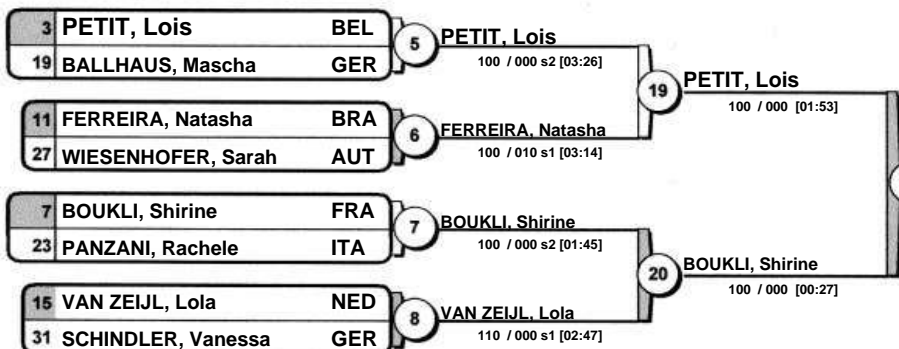 3 PETIT, Lois BEL
19 BALLHAUS, Mascha GER
5
PETIT, Lois
100 / 000 s2 [03:26]
11 FERREIRA, Natasha BRA
27 WIESENHOFER, Sarah AUT
6
FERREIRA, Natasha
100 / 010 s1 [03:14]
19
PETIT, Lois
100 / 000 [01:53]
7 BOUKLI, Shirine FRA
23 PANZANI, Rachele ITA
7
BOUKLI, Shirine
100 / 000 s2 [01:45]
15 VAN ZEIJL, Lola NED
31 SCHINDLER, Vanessa GER
8
VAN ZEIJL, Lola
110 / 000 s1 [02:47]
20
BOUKLI, Shirine
100 / 000 [00:27]